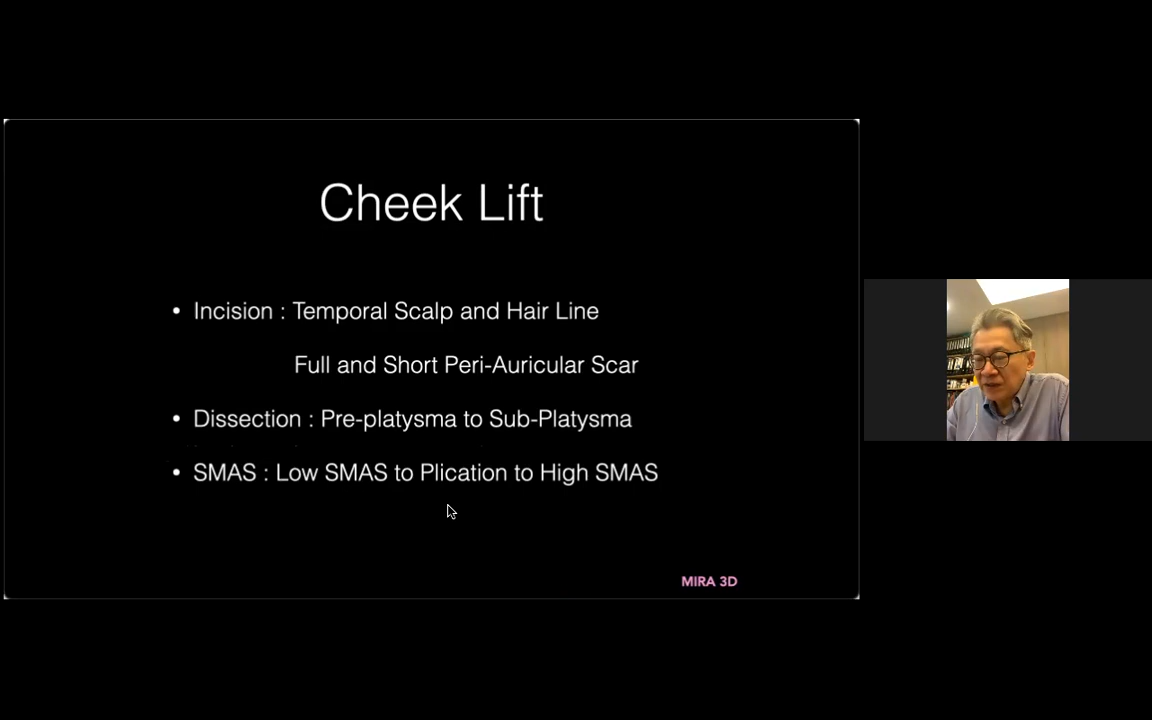 Cheek Lift
• Incision : Temporal Scalp and Hair Line
Full and Short Peri-Auricular Scar
• Dissection : Pre-platysma to Sub-Platysma
• SMAS : Low SMAS to Plication to High SMAS
MIRA 3D